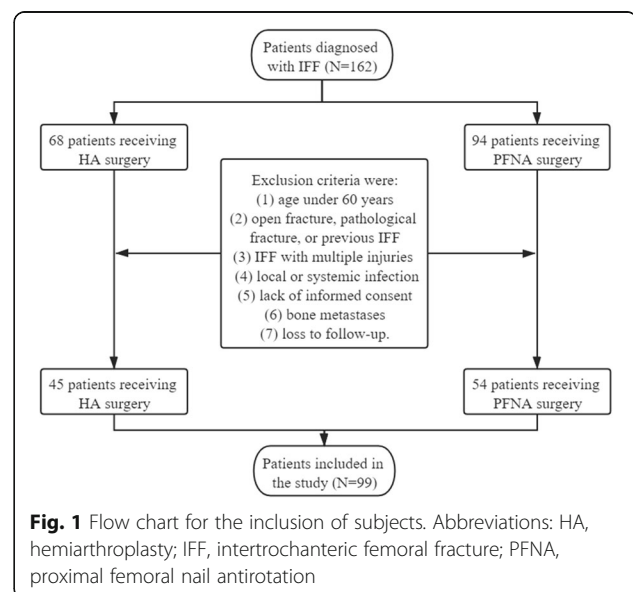 Patients diagnosed
with IFF (N=162)
68 patients receiving
HA surgery
94 patients receiving
PFNA surgery
Exclusion criteria were:
(1) age under 60 years
(2) open fracture, pathological
fracture, or previous IFF
(3) IFF with multiple injuries
(4) local or systemic infection
(5) lack of informed consent
(6) bone metastases
(7) loss to follow-up.
45 patients receiving
HA surgery
54 patients receiving
PFNA surgery
Patients included in
the study (N=99)
Fig. 1 Flow chart for the inclusion of subjects. Abbreviations: HA,
hemiarthroplasty; IFF, intertrochanteric femoral fracture; PFNA,
proximal femoral nail antirotation